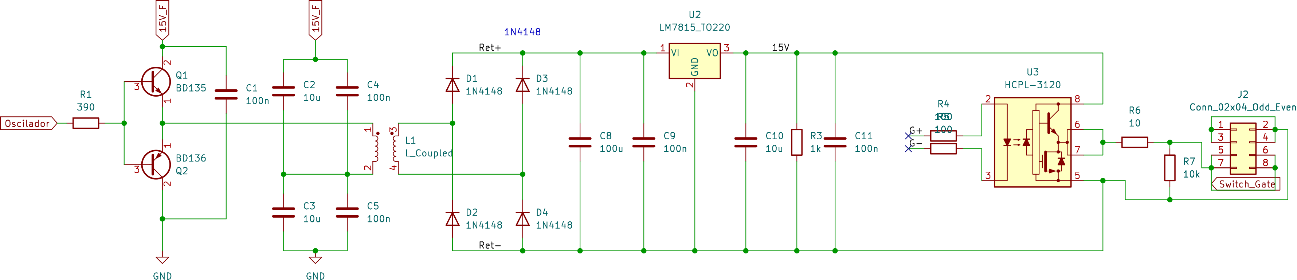 15V_F
15V_F
Oscilador
R1
390
3
2
1
Q1
BD135
3
1
2
BD136
Q2
C1
100n
GND
C2
10u
C4
100n
C3
10u
C5
100n
GND
1
2
3
4
L1
L_Coupled
1N4148
Ret+
D1
1N4148
D3
1N4148
D2
1N4148
D4
1N4148
Ret-
C8
100u
C9
100n
U2
LM7815_TO220
1
VI
VO
3
GND
2
15V
C10
10u
R3
1k
C11
100n
G+
G-
R4
100
U3
HCPL-3120
2
3
8
6
7
5
R6
10
R7
10k
J2
Conn_02x04_Odd_Even
1
2
3
4
5
6
7
8
Switch_Gate